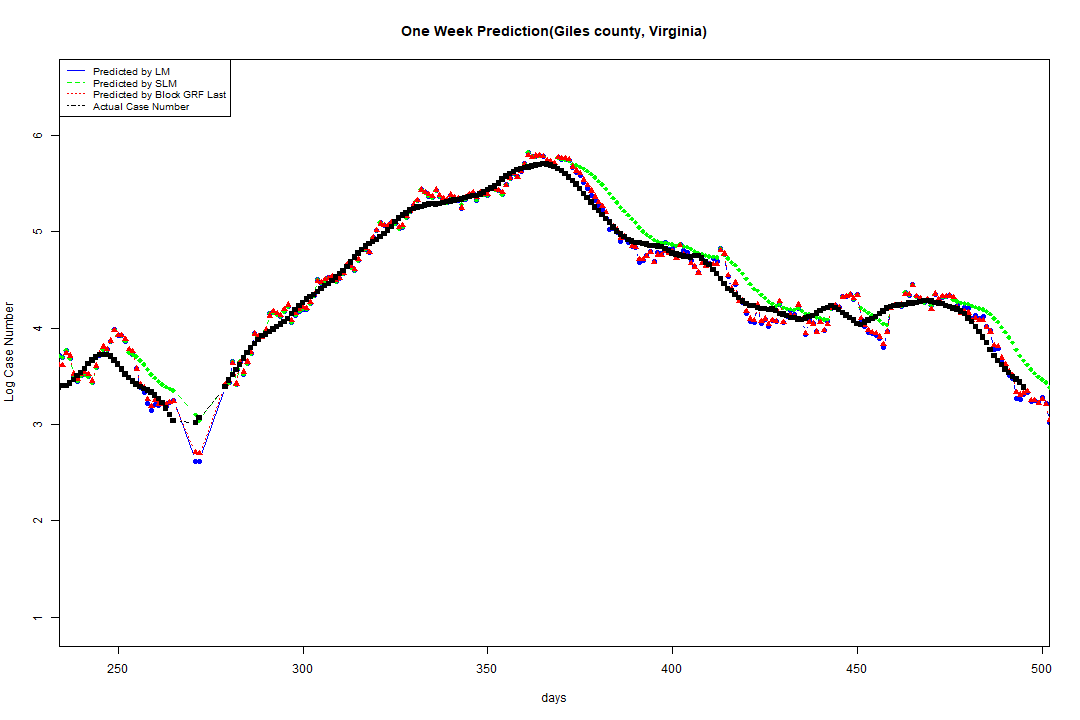 One Week Prediction(Giles county, Virginia)
Predicted by LM
Predicted by SLM
Predicted by Block GRF Last
Actual Case Number
Log Case Number
6
5
4
3
2
1
250 300 350 400 450 500
days